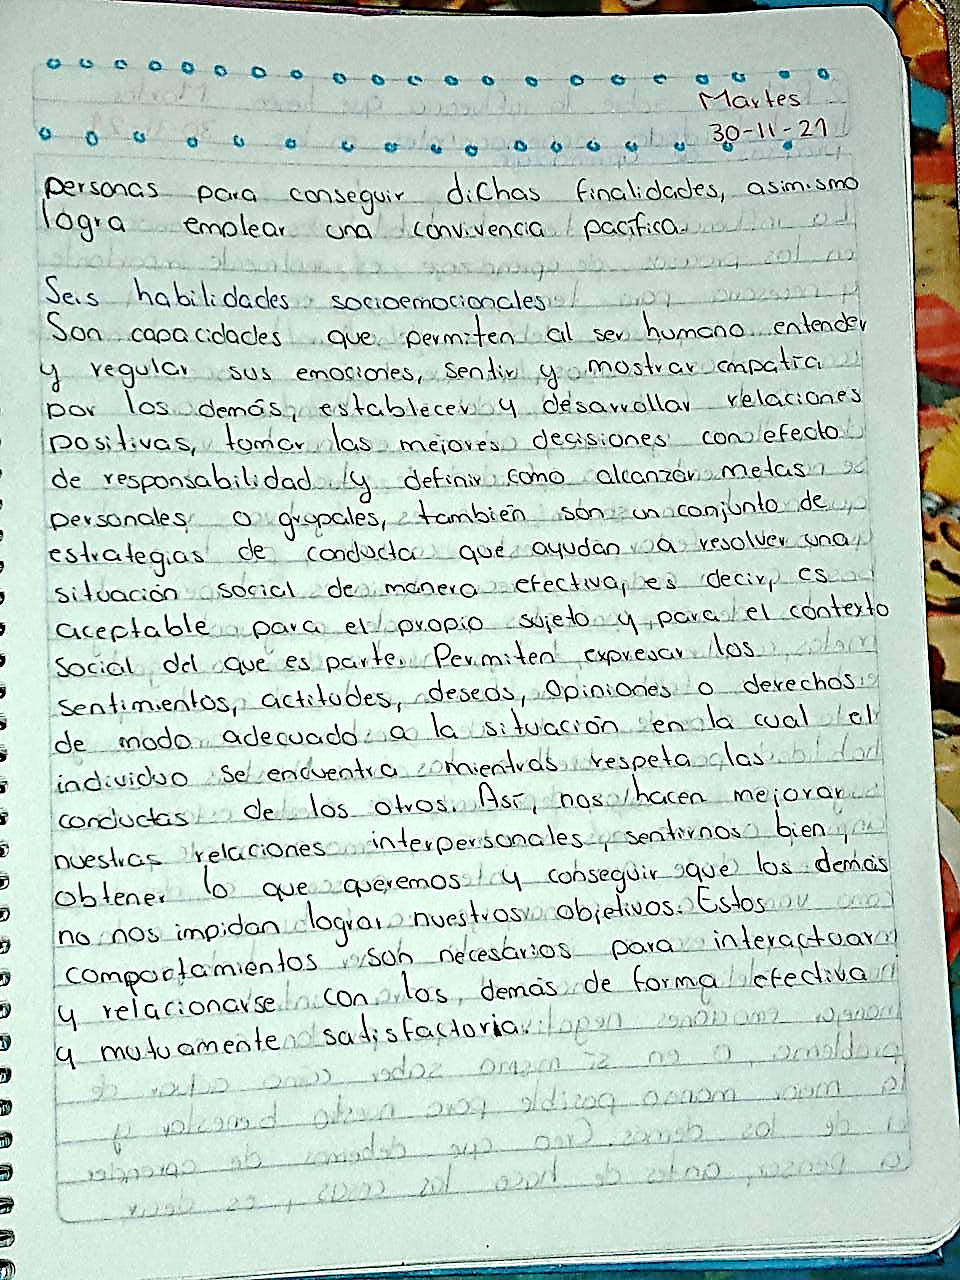 Martes
30-11-21
personas para conseguir dichas finalidades, asimismo
logra emplear una convivencia pacífica.
Seis habilidades socioemocionales
Son capacidades que permiten al ser humano entender
y regular sus emociones, sentir y mostrar empatía
por los demás, establecer y desarrollar relaciones
positivas, tomar las mejores decisiones con efecto
de responsabilidad y definir como alcanzar metas
personales o grupales, también son un conjunto de
estrategias de conducta que ayudan a resolver una
situación social de manera efectiva, es decir, es
aceptable para el propio sujeto y para el contexto
social del que es parte. Permiten expresar los
sentimientos, actitudes, deseos, opiniones o derechos
de modo adecuado a la situación en la cual el
individuo se encuentra mientras respeta las
conductas de los otros. Así, nos hacen mejorar
nuestras relaciones interpersonales, sentirnos bien,
obtener lo que queremos y conseguir que los demás
no nos impidan lograr nuestros objetivos. Estos
comportamientos son necesarios para interactuar
y relacionarse con los demás de forma efectiva
y mutuamente satisfactoria.